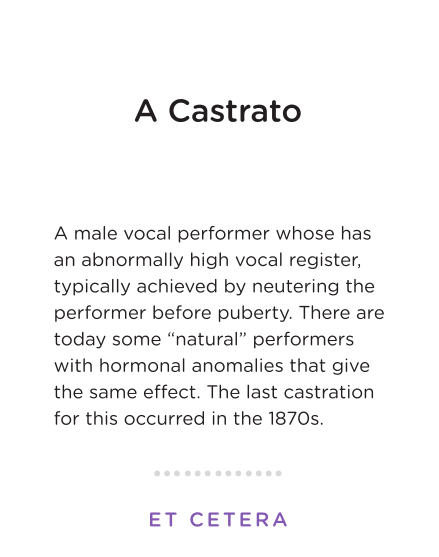 A Castrato
A male vocal performer whose has
an abnormally high vocal register,
typically achieved by neutering the
performer before puberty. There are
today some “natural” performers
with hormonal anomalies that give
the same effect. The last castration
for this occurred in the 1870s.
ET CETERA